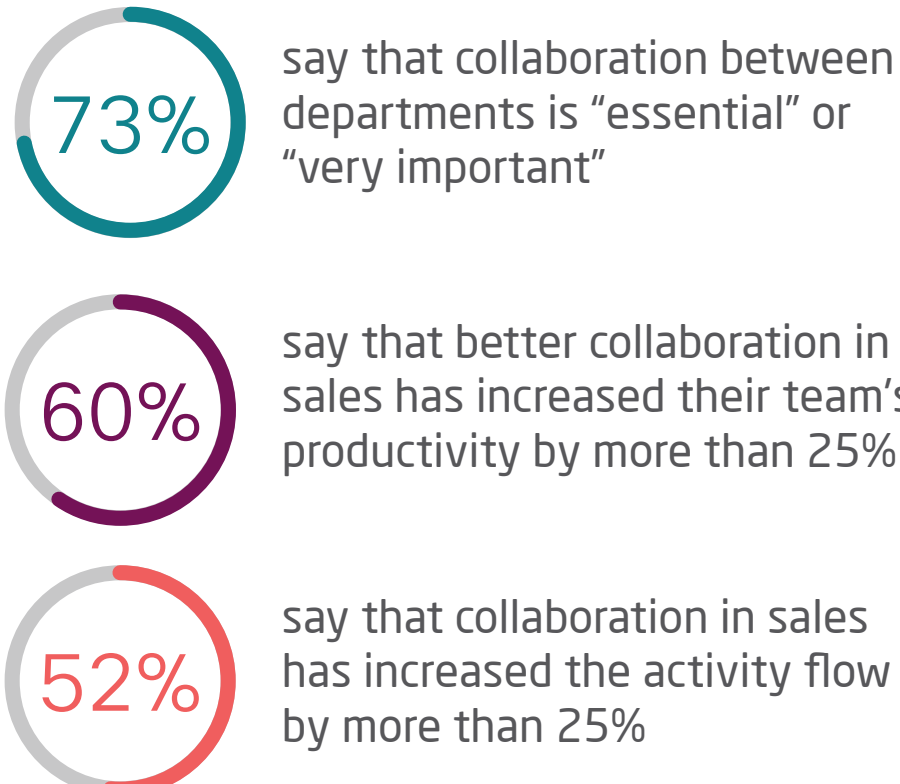 73%
say that collaboration between
departments is “essential” or
“very important”
60%
say that better collaboration in
sales has increased their team’s
productivity by more than 25%
52%
say that collaboration in sales
has increased the activity flow
by more than 25%